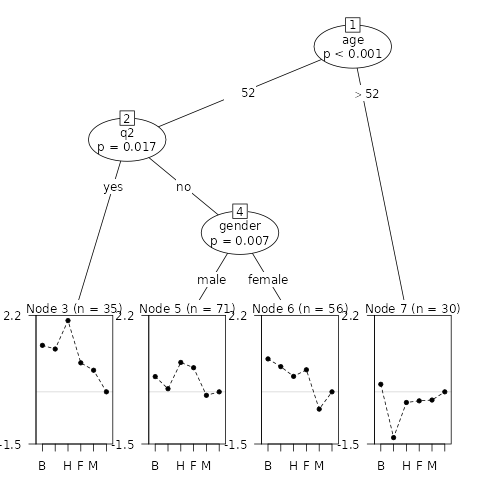 1
age
p < 0.001
52
> 52
2
q2
p = 0.017
yes
no
4
gender
p = 0.007
male
female
Node 3 (n = 35)
Node 5 (n = 71)
Node 6 (n = 56)
Node 7 (n = 30)
2.2
2.2
2.2
2.2
-1.5
-1.5
-1.5
-1.5
B H F M
B H F M
B H F M
B H F M